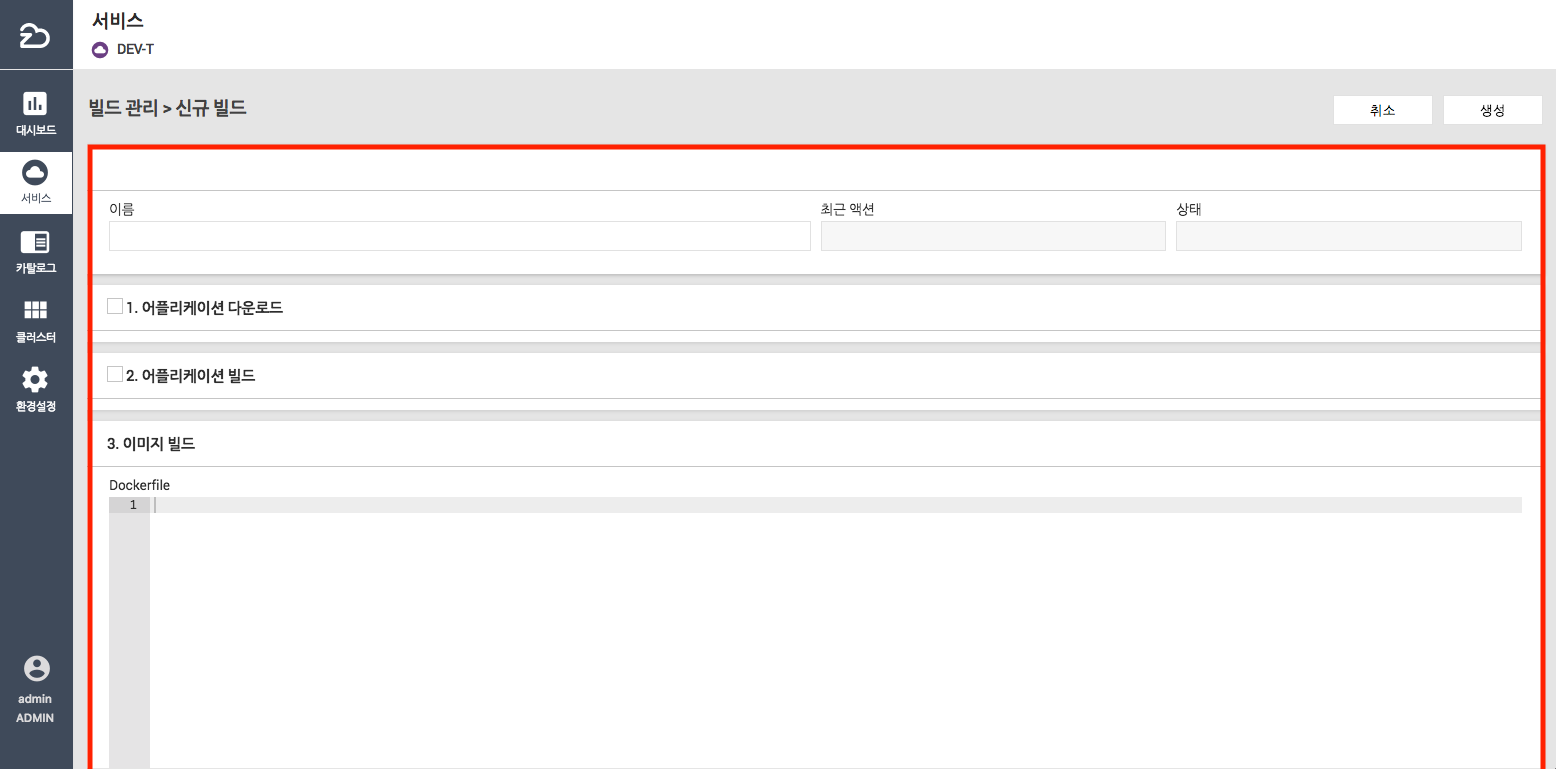 서비스
DEV-T
대시보드
서비스
카탈로그
클러스터
환경설정
admin
ADMIN
빌드 관리 > 신규 빌드
취소
생성
이름
최근 액션
상태
1. 어플리케이션 다운로드
2. 어플리케이션 빌드
3. 이미지 빌드
Dockerfile
1